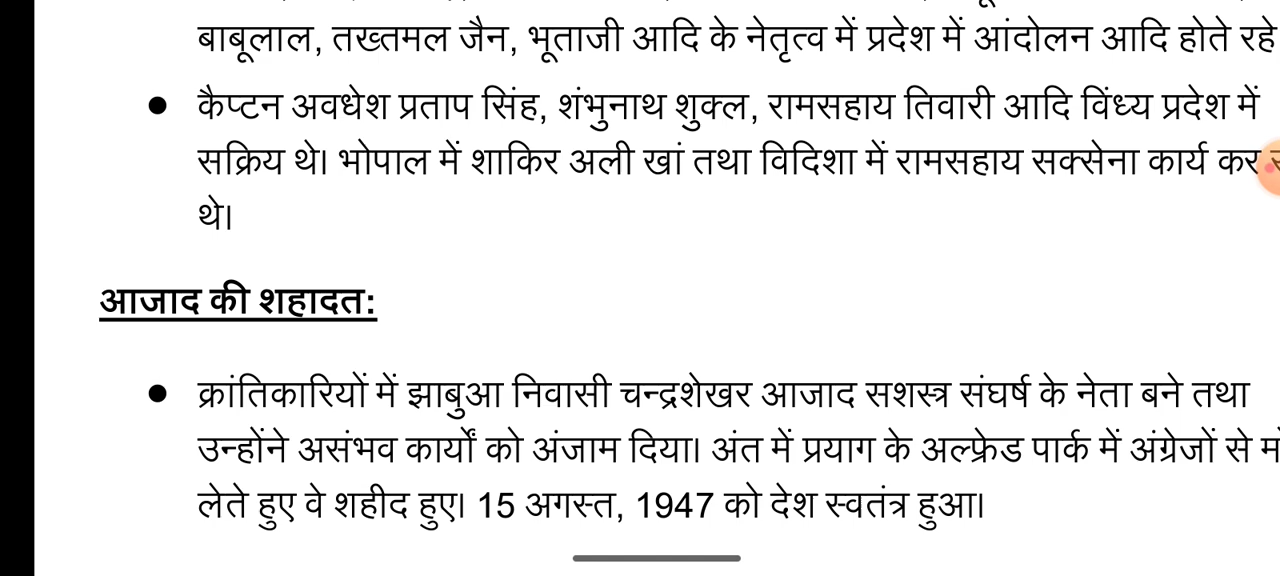 बाबूलाल, तख्तमल जैन, भूताजी आदि के नेतृत्व में प्रदेश में आंदोलन आदि होते रहे
● कैप्टन अवधेश प्रताप सिंह, शंभुनाथ शुक्ल, रामसहाय तिवारी आदि विंध्य प्रदेश में
सक्रिय थे। भोपाल में शाकिर अली खां तथा विदिशा में रामसहाय सक्सेना कार्य कर
थे।
आजाद की शहादत:
● क्रांतिकारियों में झाबुआ निवासी चन्द्रशेखर आजाद सशस्त्र संघर्ष के नेता बने तथा
उन्होंने असंभव कार्यों को अंजाम दिया। अंत में प्रयाग के अल्फ्रेड पार्क में अंग्रेजों से
लेते हुए वे शहीद हुए। 15 अगस्त, 1947 को देश स्वतंत्र हुआ।